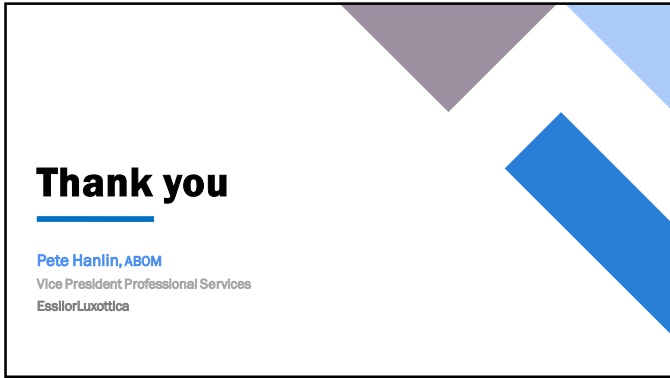 Thank you
Pete Hanlin, ABOM
Vice President Professional Services
EssilorLuxottica